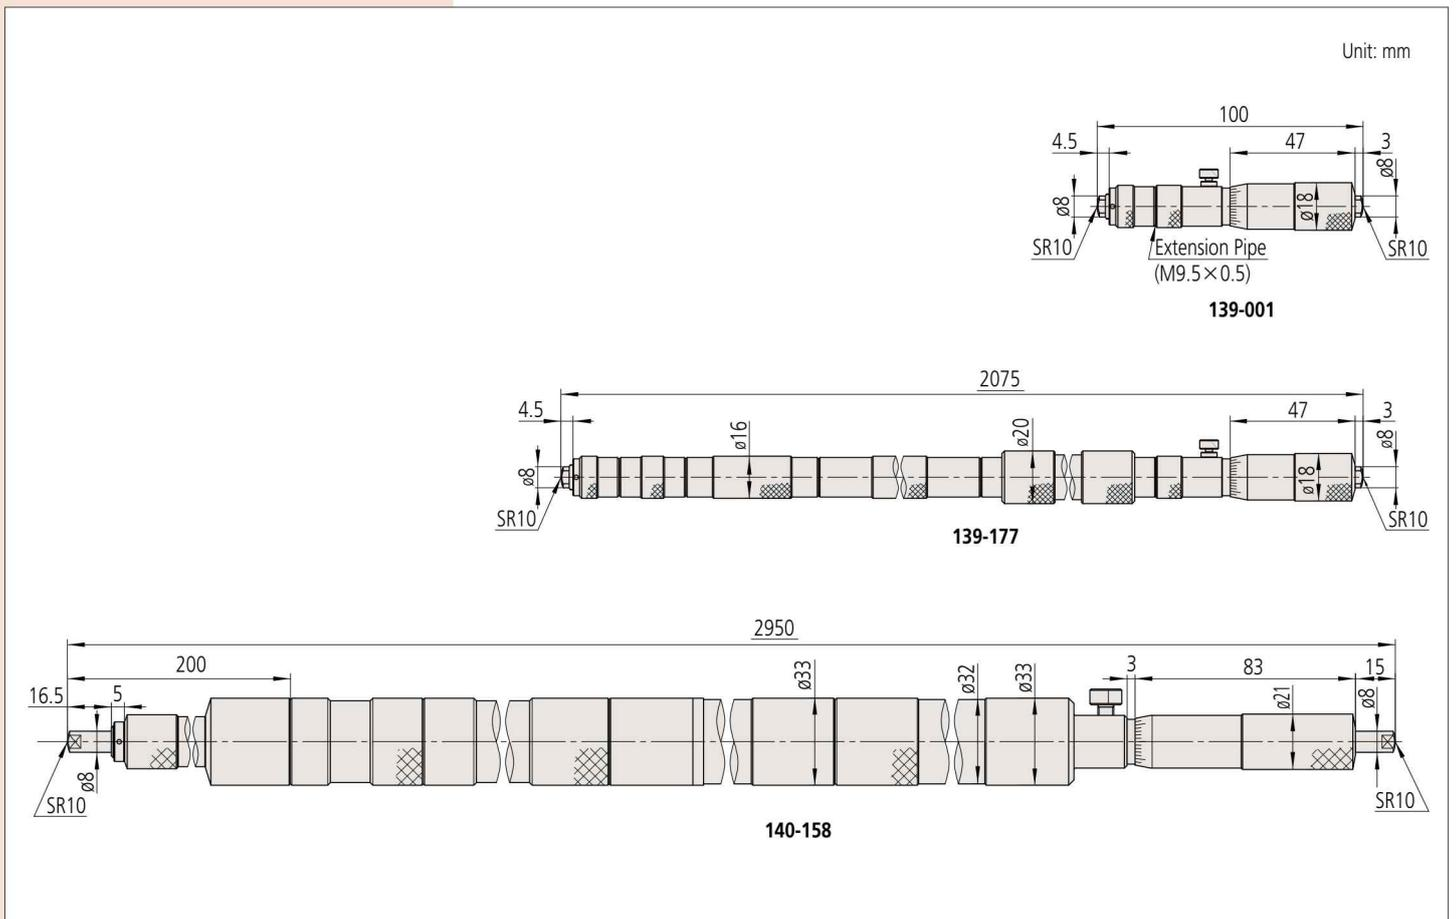 Unit: mm
100
4.5
47
3
ø8
ø8
ø18
SR10
Extension Pipe
(M9.5×0.5)
SR10
139-001
2075
4.5
47
3
ø16
ø20
ø8
ø8
ø18
SR10
SR10
139-177
2950
200
3
83
15
16.5
5
ø33
ø32
ø33
ø21
ø8
ø8
SR10
SR10
140-158